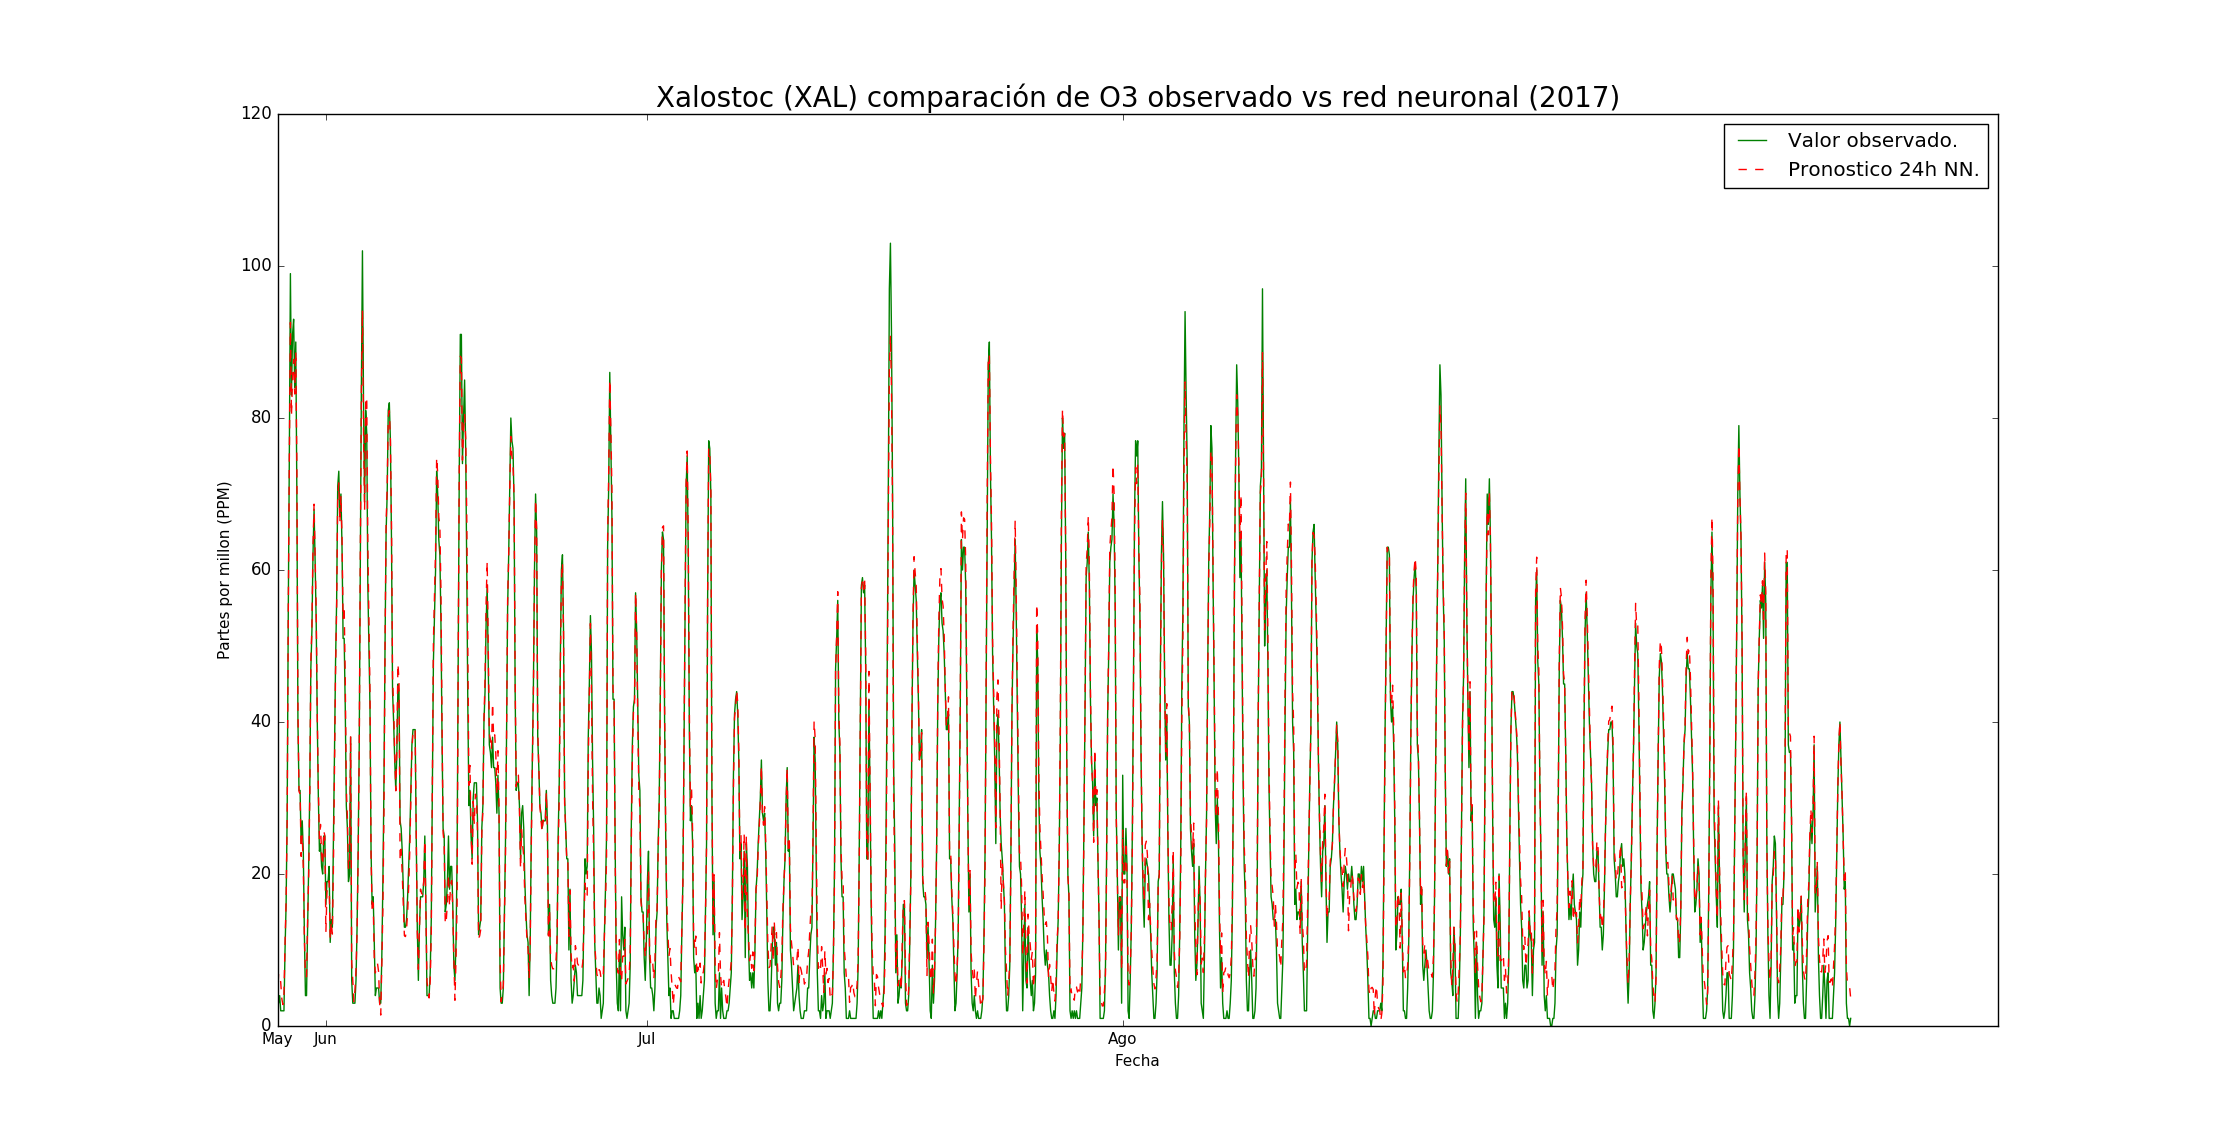 Xalostoc (XAL) comparación de O3 observado vs red neuronal (2017)
120
100
80
60
40
20
0
Partes por millon (PPM)
Valor observado.
Pronostico 24h NN.
May
Jun
Jul
Ago
Fecha